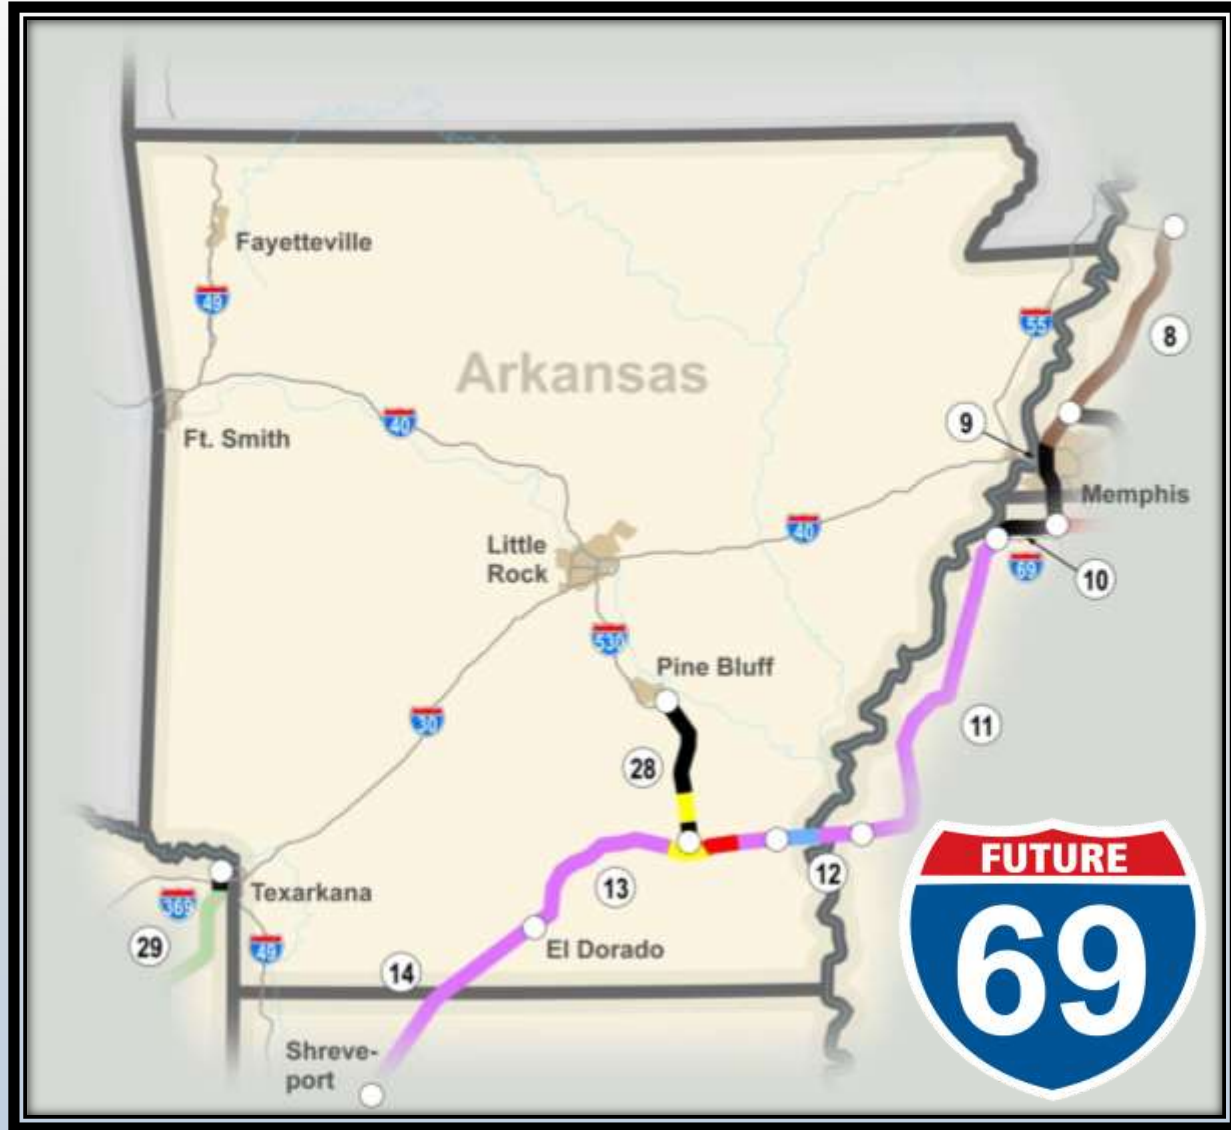 Fayetteville
49
55
8
Arkansas
40
9
Ft. Smith
Memphis
40
Little
Rock
69
10
530
Pine Bluff
30
11
28
FUTURE
69
12
13
Texarkana
369
29
49
El Dorado
14
Shreve-
port